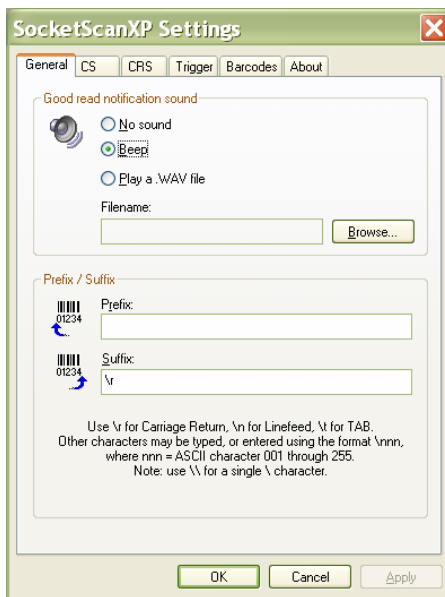 SocketScanXP Settings
General CS CRS Trigger Barcodes About
Good read notification sound
No sound
Beep
Play a .WAV file
Filename:
Browse...
Prefix / Suffix
01234
Prefix:
01234
Suffix:
\r
Use \r for Carriage Return, \n for Linefeed, \t for TAB.
Other characters may be typed, or entered using the format \nnn,
where nnn = ASCII character 001 through 255.
Note: use \\ for a single \ character.
OK Cancel Apply